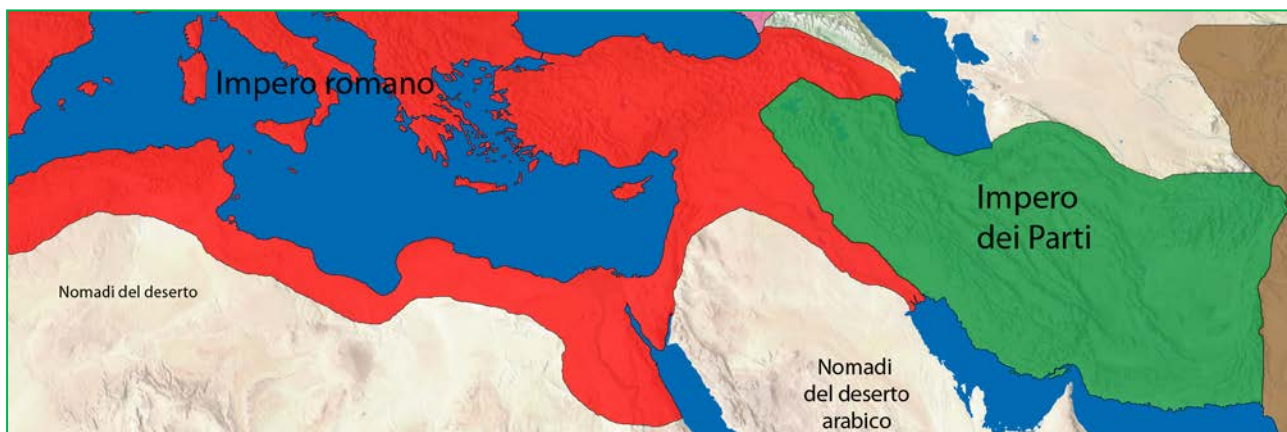 Impero romano
Impero
dei Parti
Nomadi del deserto
Nomadi
del deserto
arabico